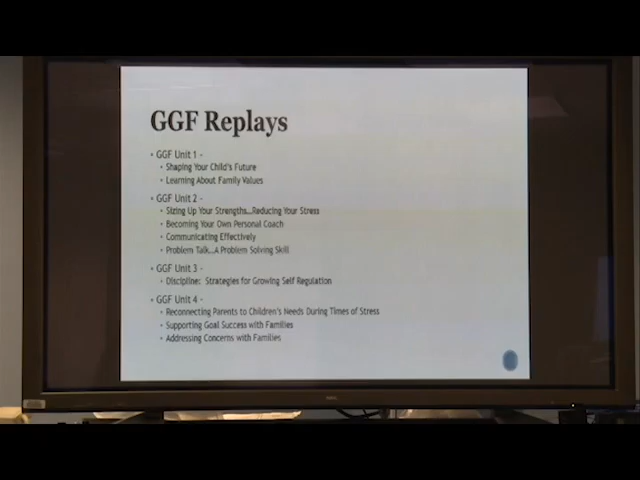 GGF Replays
GGF Unit 1 -
Shaping Your Child's Future
Learning About Family Values
GGF Unit 2 -
Sizing Up Your Strengths...Reducing Your Stress
Becoming Your Own Personal Coach
Communicating Effectively
Problem Talk...A Problem Solving Skill
GGF Unit 3 -
Discipline: Strategies for Growing Self Regulation
GGF Unit 4 -
Reconnecting Parents to Children's Needs During Times of Stress
Supporting Goal Success with Families
Addressing Concerns with Families